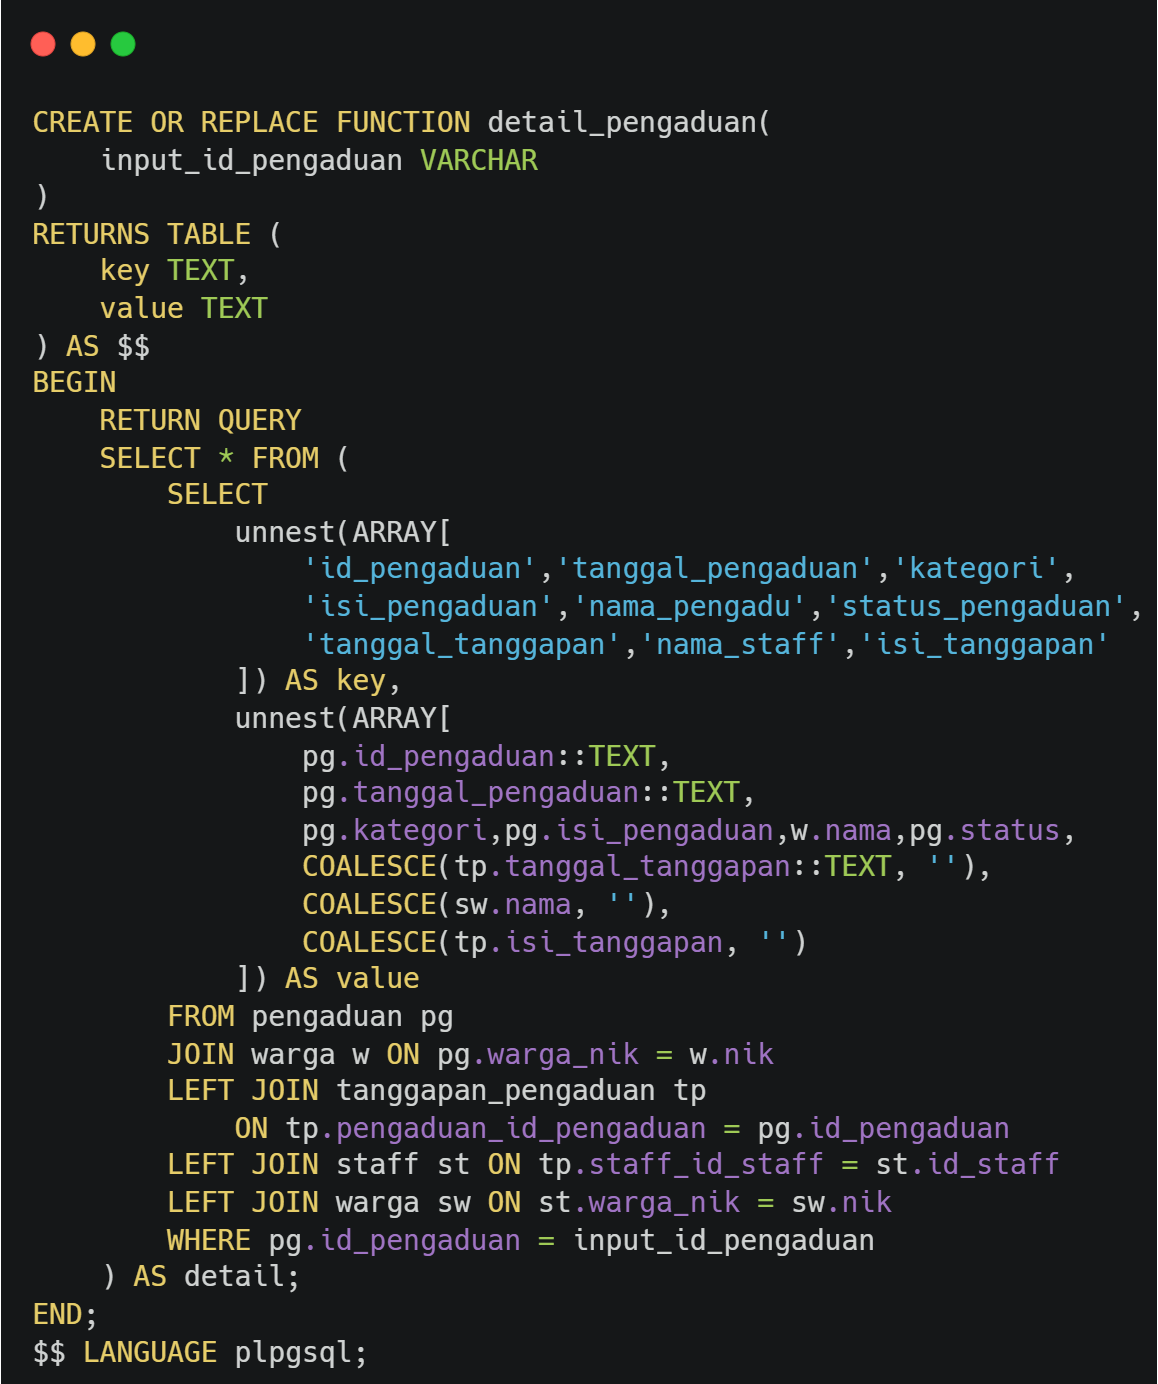 CREATE OR REPLACE FUNCTION detail_pengaduan(
    input_id_pengaduan VARCHAR
)
RETURNS TABLE (
    key TEXT,
    value TEXT
) AS $$
BEGIN
    RETURN QUERY
    SELECT * FROM (
        SELECT
            unnest(ARRAY[
                'id_pengaduan','tanggal_pengaduan','kategori',
                'isi_pengaduan','nama_pengadu','status_pengaduan',
                'tanggal_tanggapan','nama_staff','isi_tanggapan'
            ]) AS key,
            unnest(ARRAY[
                pg.id_pengaduan::TEXT,
                pg.tanggal_pengaduan::TEXT,
                pg.kategori,pg.isi_pengaduan,w.nama,pg.status,
                COALESCE(tp.tanggal_tanggapan::TEXT, ''),
                COALESCE(sw.nama, ''),
                COALESCE(tp.isi_tanggapan, '')
            ]) AS value
        FROM pengaduan pg
        JOIN warga w ON pg.warga_nik = w.nik
        LEFT JOIN tanggapan_pengaduan tp
            ON tp.pengaduan_id_pengaduan = pg.id_pengaduan
        LEFT JOIN staff st ON tp.staff_id_staff = st.id_staff
        LEFT JOIN warga sw ON st.warga_nik = sw.nik
        WHERE pg.id_pengaduan = input_id_pengaduan
    ) AS detail;
END;
$$ LANGUAGE plpgsql;